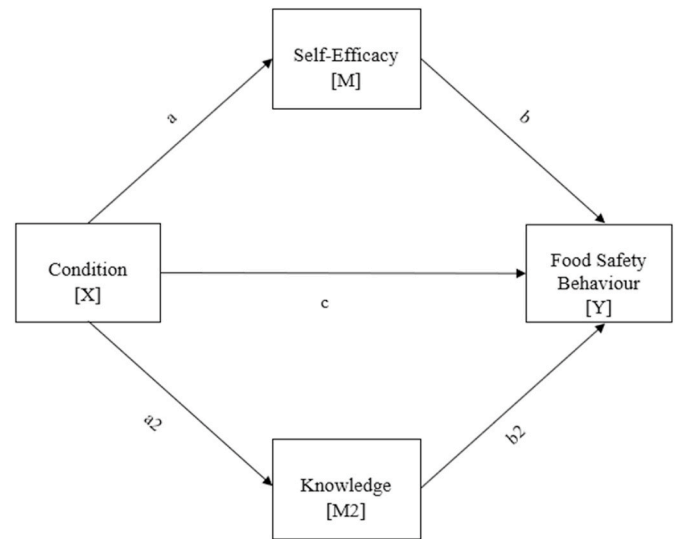 Self-Efficacy
[M]
a
b
Condition
[X]
Food Safety
Behaviour
[Y]
c
a2
b2
Knowledge
[M2]